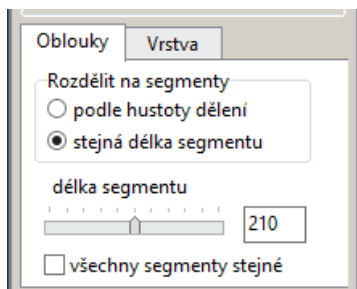 Oblouky Vrstva
Rozdělit na segmenty
podle hustoty dělení
stejná délka segmentu
délka segmentu
210
všechny segmenty stejné